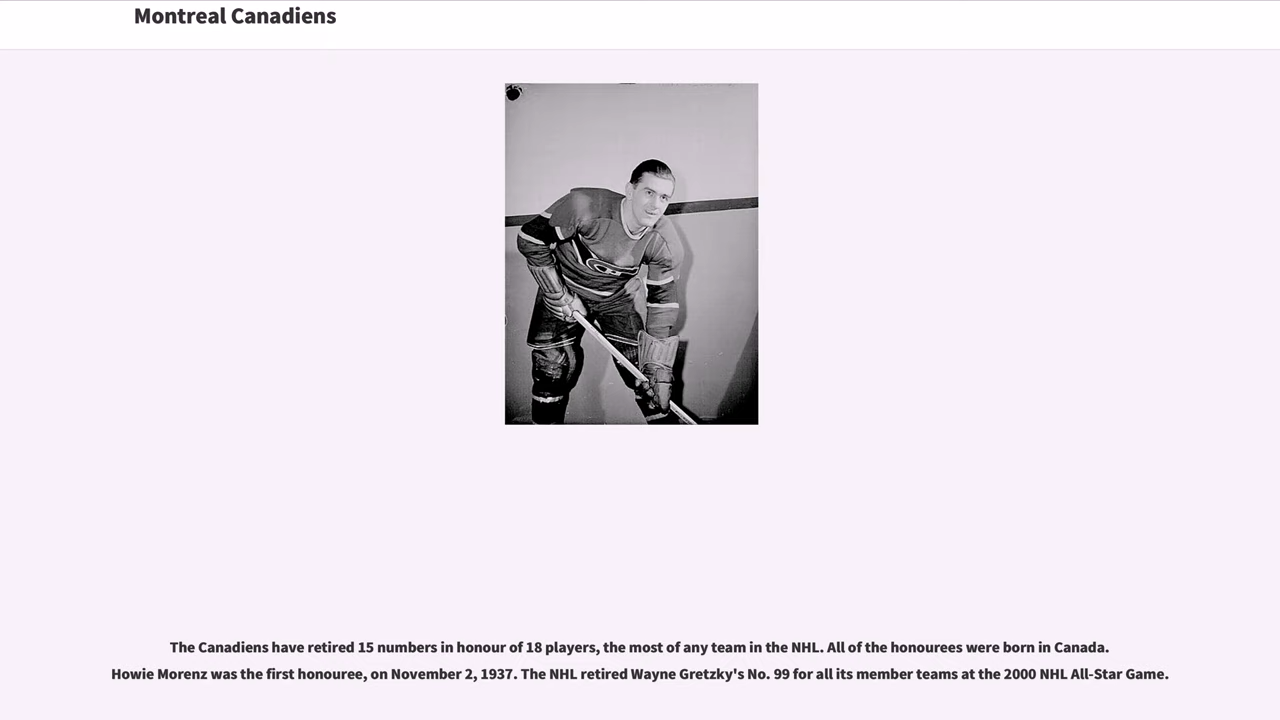 Montreal Canadiens
The Canadiens have retired 15 numbers in honour of 18 players, the most of any team in the NHL. All of the honourees were born in Canada.
Howie Morenz was the first honouree, on November 2, 1937. The NHL retired Wayne Gretzky's No. 99 for all its member teams at the 2000 NHL All-Star Game.